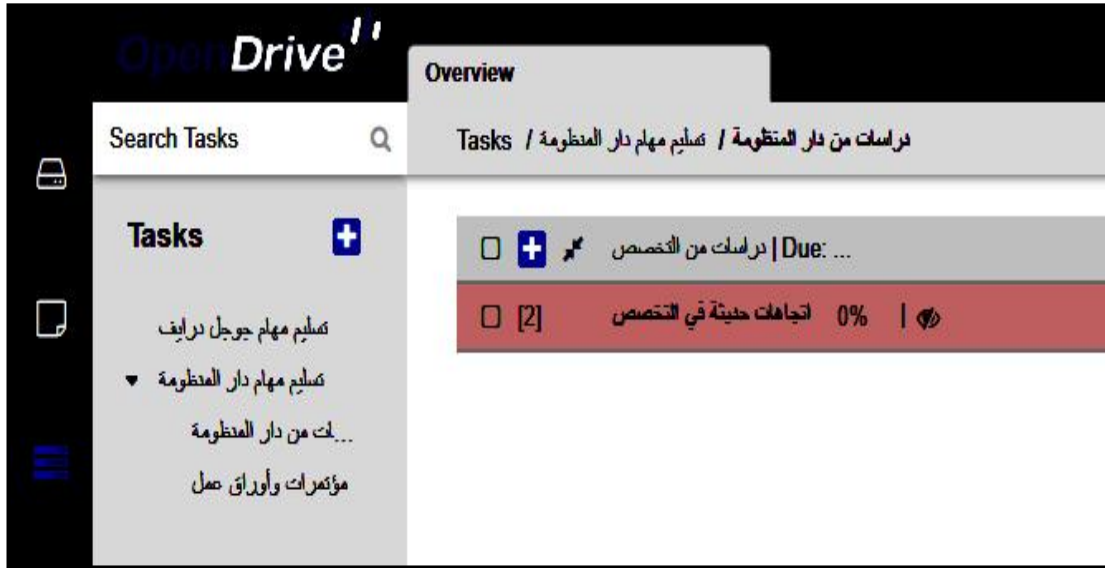 OpenDrive
Overview
Search Tasks
Tasks / تسليم مهام دار المنظومة / دراسات من دار المنظومة
Tasks
دراسات من التخصص | Due: ...
[2] اتجاهات حديثة في التخصص 0% |
تسليم مهام جوجل درايف
تسليم مهام دار المنظومة
...ات من دار المنظومة
مؤتمرات وأوراق عمل